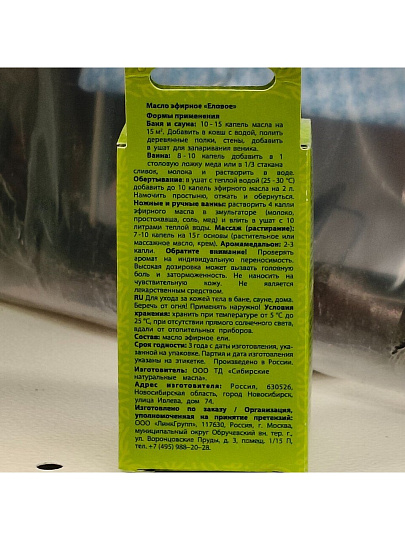 Масло эфирное «Еловое»
Формы применения
Баня и сауна: 10-15 капель масла на
15 м². Добавить в ковш с водой, полить
деревянные полки, стены, добавить
в ушат для запаривания веника.
Ванна: 8-10 капель добавить в 1
столовую ложку меда или в 1/3 стакана
сливок, молока и растворить в воде.
Обертывание: в ушат с теплой водой (25-30 °C)
добавить до 10 капель эфирного масла на 2 л.
Намочить простыню, отжать и обернуться.
Ножные и ручные ванны: растворить 4 капли
эфирного масла в эмульгаторе (молоко,
простокваша, соль, мед) и влить в ушат с 10
литрами теплой воды. Массаж (растирание):
7-10 капель на 15 г основы (растительное или
массажное масло, крем). Аромамедальон: 2-3
капли. Обратите внимание! Проверять
аромат на индивидуальную переносимость.
Высокая дозировка может вызвать головную
боль и заторможенность. Не наносить на
чувствительную кожу. Не является
лекарственным средством.
RU Для ухода за кожей тела в бане, сауне, дома.
Беречь от огня! Применять наружно! Условия
хранения: хранить при температуре от 5 °C до
25 °C, при отсутствии прямого солнечного света,
вдали от отопительных приборов.
Состав: масло эфирное ели.
Срок годности: 3 года с даты изготовления, указанной
на упаковке. Партия и дата изготовления
указаны на этикетке. Произведено в России.
Изготовитель: ООО ТД «Сибирские
натуральные масла».
Адрес изготовителя: Россия, 630526,
Новосибирская область, город Новосибирск,
улица Ивлева, дом 74.
Изготовлено по заказу / Организация,
уполномоченная на принятие претензий:
ООО «ЛинкГрупп», 117630, Россия, г. Москва,
муниципальный округ Обручевский вн. тер. г.,
ул. Воронцовские Пруды, д. 3, помещ. 1/15 П,
тел. +7 (495) 988-20-28.